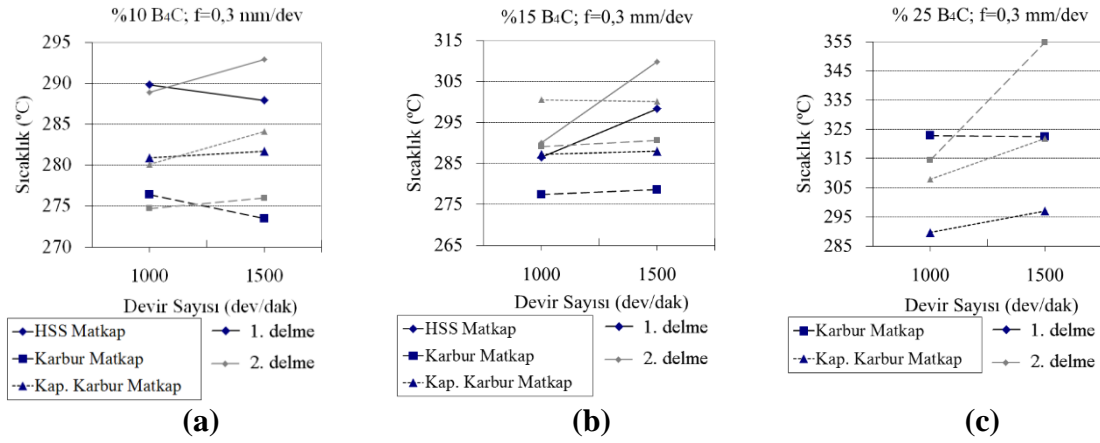 %10 B₄C; f=0,3 mm/dev
295
290
285
280
275
270
Sıcaklık (ºC)
1000 1500
Devir Sayısı (dev/dak)
HSS Matkap
Karbur Matkap
Kap. Karbur Matkap
1. delme
2. delme
(a)
%15 B₄C; f=0,3 mm/dev
315
305
295
285
275
265
Sıcaklık (ºC)
1000 1500
Devir Sayısı (dev/dak)
HSS Matkap
Karbur Matkap
Kap. Karbur Matkap
1. delme
2. delme
(b)
% 25 B₄C; f=0,3 mm/dev
355
345
335
325
315
305
295
285
Sıcaklık (ºC)
1000 1500
Devir Sayısı (dev/dak)
Karbur Matkap
Kap. Karbur Matkap
1. delme
2. delme
(c)